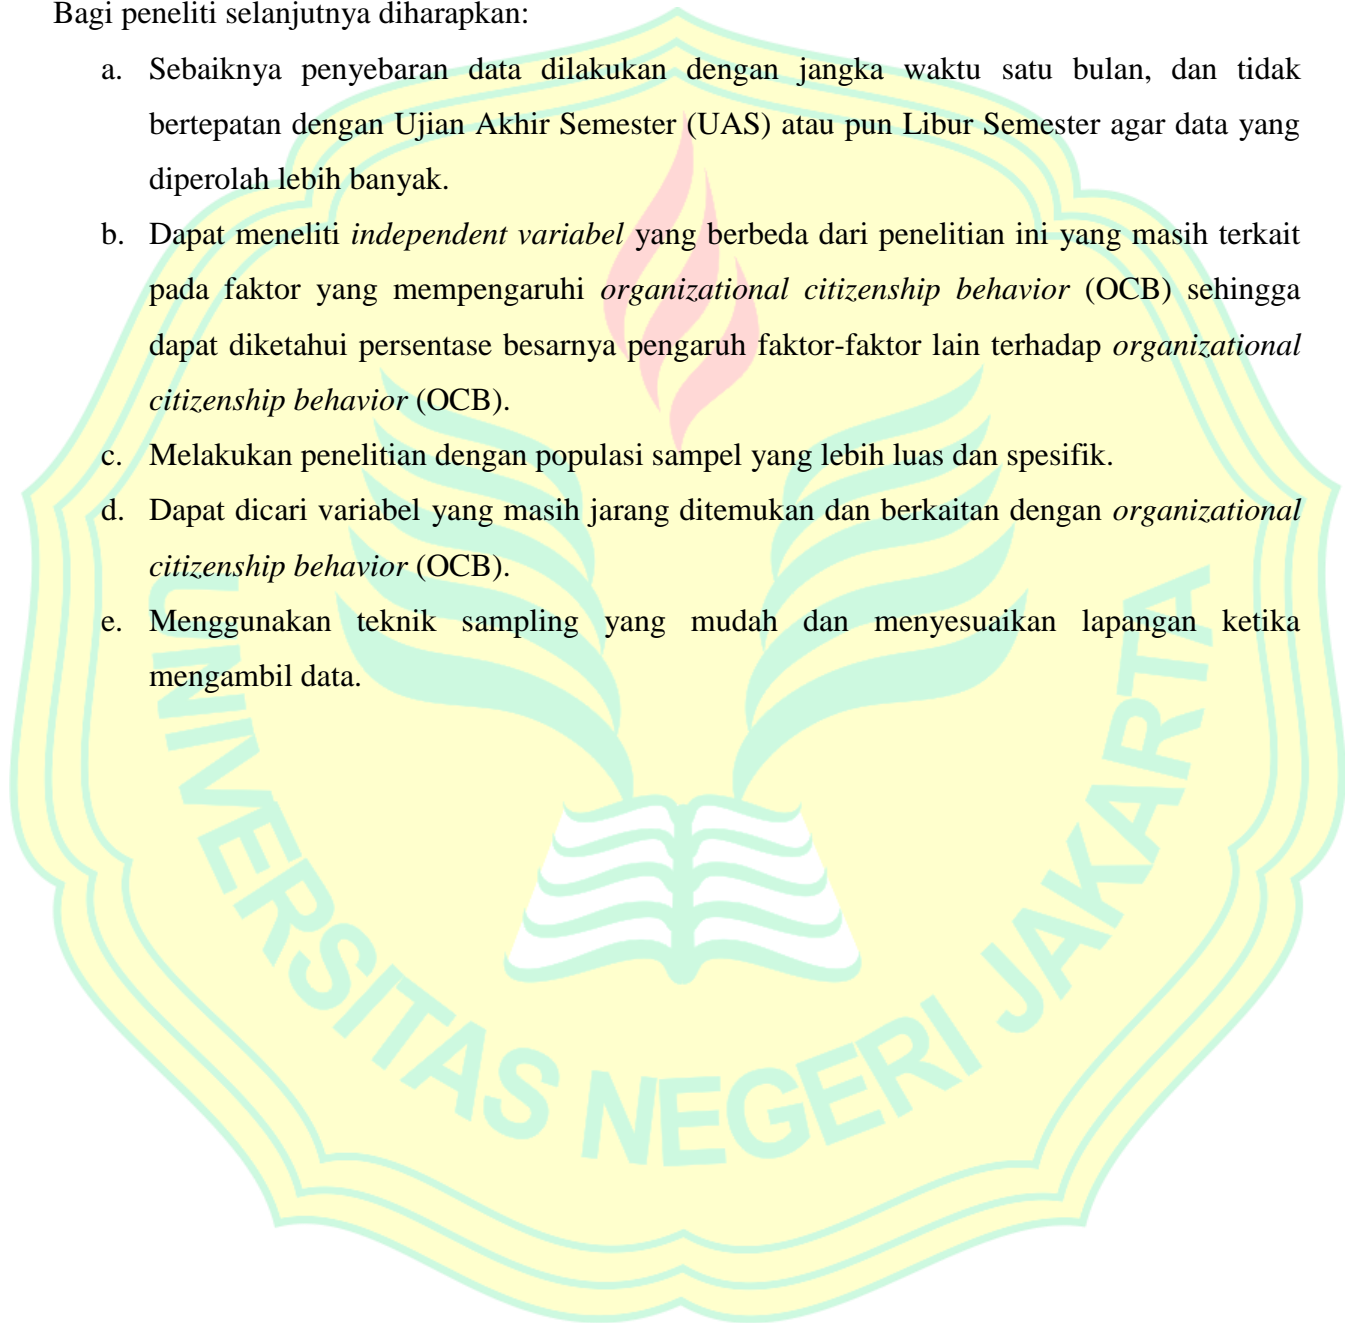 Bagi peneliti selanjutnya diharapkan:
a. Sebaiknya penyebaran data dilakukan dengan jangka waktu satu bulan, dan tidak
bertepatan dengan Ujian Akhir Semester (UAS) atau pun Libur Semester agar data yang
diperolah lebih banyak.
b. Dapat meneliti independent variabel yang berbeda dari penelitian ini yang masih terkait
pada faktor yang mempengaruhi organizational citizenship behavior (OCB) sehingga
dapat diketahui persentase besarnya pengaruh faktor-faktor lain terhadap organizational
citizenship behavior (OCB).
c. Melakukan penelitian dengan populasi sampel yang lebih luas dan spesifik.
d. Dapat dicari variabel yang masih jarang ditemukan dan berkaitan dengan organizational
citizenship behavior (OCB).
e. Menggunakan teknik sampling yang mudah dan menyesuaikan lapangan ketika
mengambil data.
UNIVERSITAS NEGERI JAKARTA